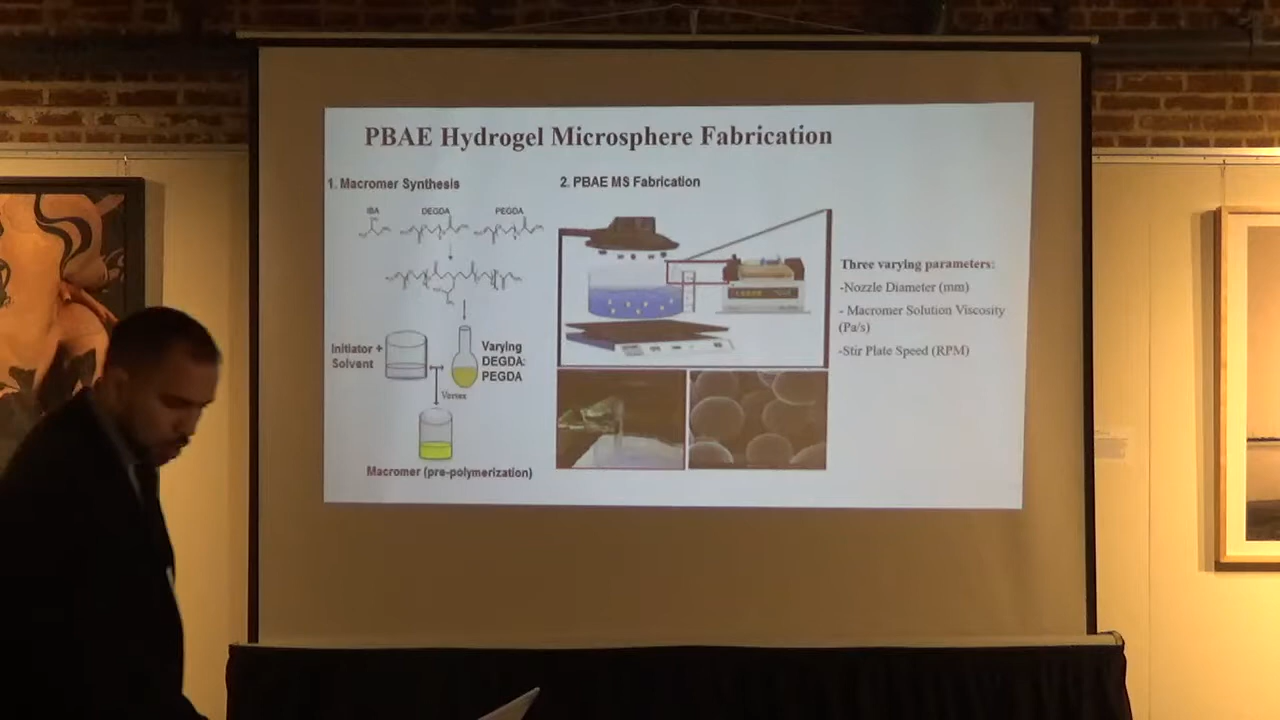 PBAE Hydrogel Microsphere Fabrication
1. Macromer Synthesis
IBA
DEGDA
PEGDA
Initiator +
Solvent
Varying
DEGDA:
PEGDA
Vortex
Macromer (pre-polymerization)
2. PBAE MS Fabrication
Three varying parameters:
-Nozzle Diameter (mm)
- Macromer Solution Viscosity
(Pa/s)
-Stir Plate Speed (RPM)